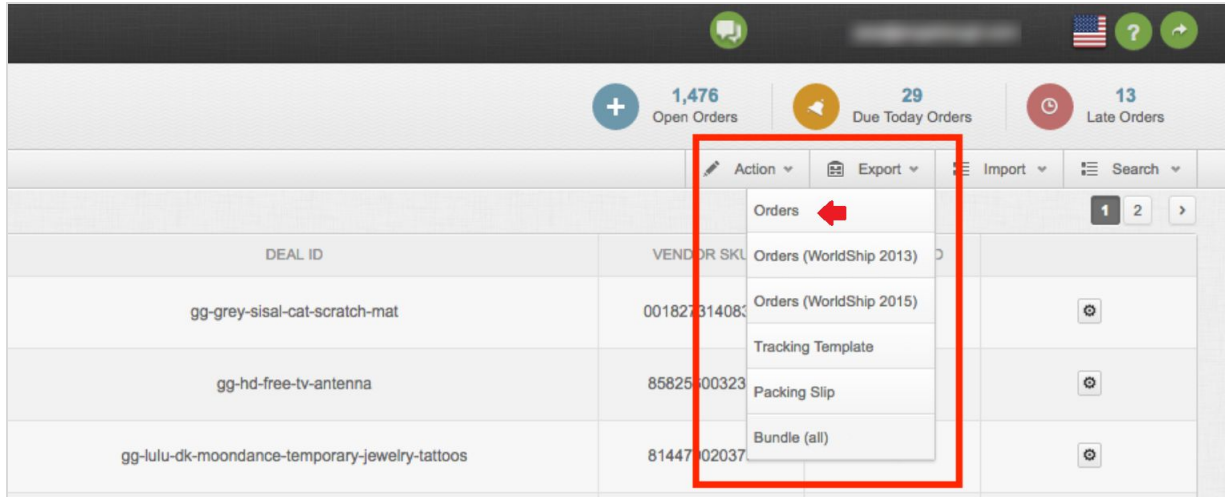 ?
1,476
Open Orders
29
Due Today Orders
13
Late Orders
Action
Export
Import
Search
Orders
1 2 >
DEAL ID
VENDOR SKU
Orders (WorldShip 2013)
gg-grey-sisal-cat-scratch-mat
Orders (WorldShip 2015)
Tracking Template
gg-hd-free-tv-antenna
Packing Slip
Bundle (all)
gg-lulu-dk-moondance-temporary-jewelry-tattoos